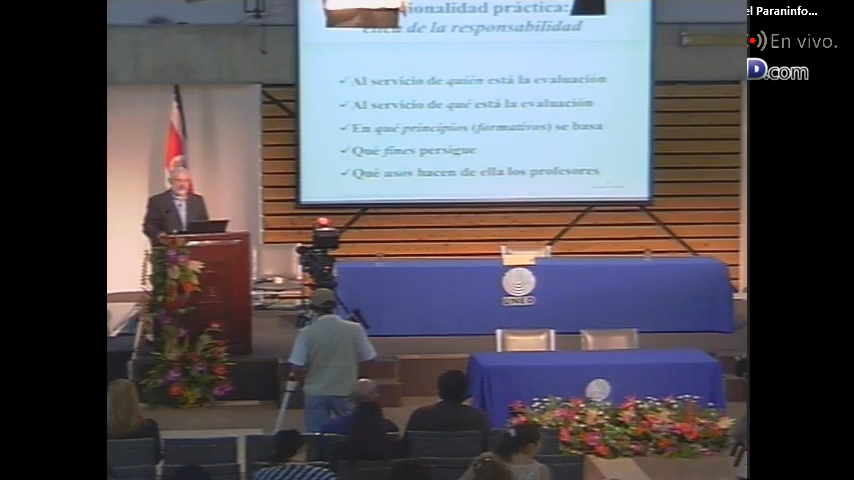 el Paraninfo...
En vivo.
D.com
ionalidad práctica:
ética de la responsabilidad
✓Al servicio de quién está la evaluación
✓Al servicio de qué está la evaluación
✓En qué principios (formativos) se basa
✓Qué fines persigue
✓Qué usos hacen de ella los profesores
UNED